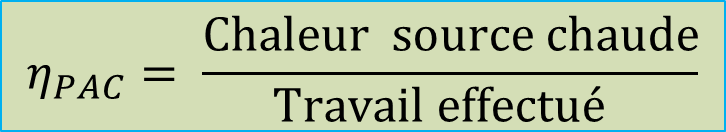 η_PAC = Chaleur source chaude
Travail effectué